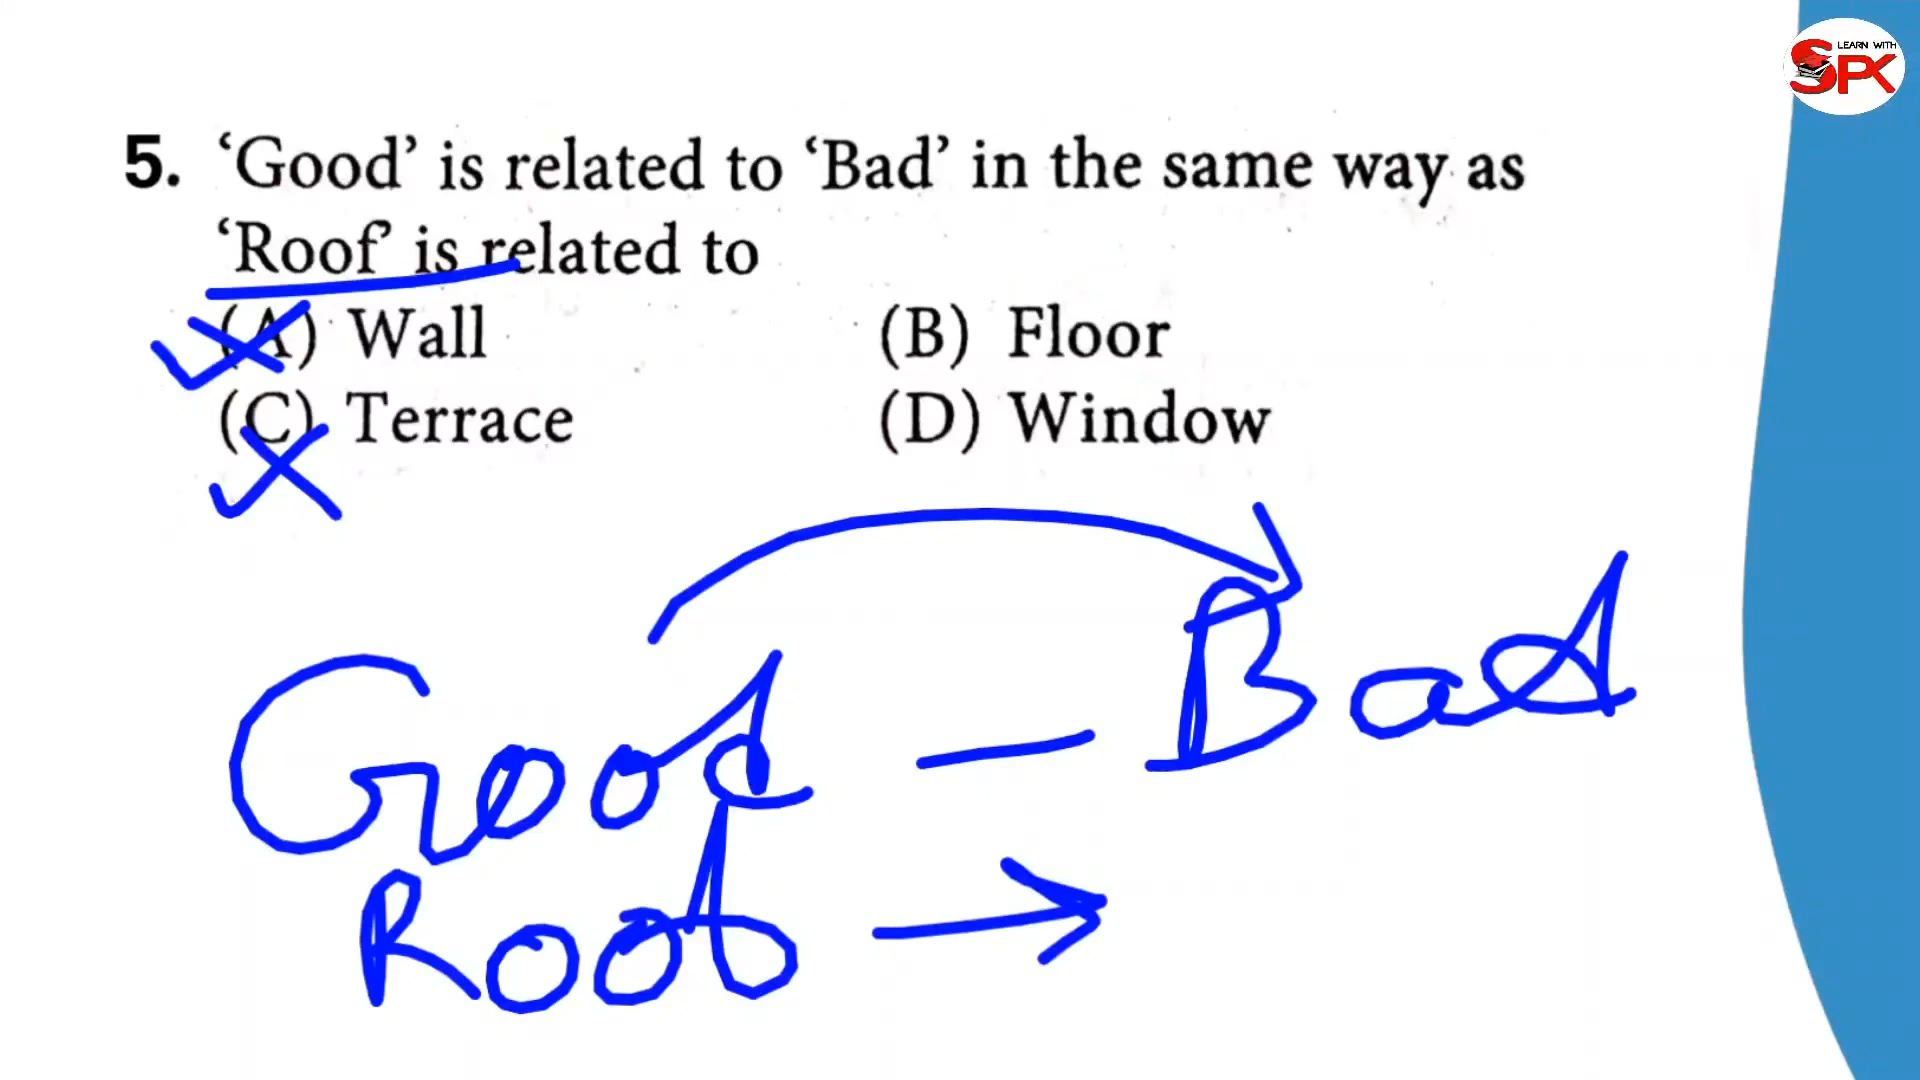 LEARN WITH
SPK
5. ‘Good’ is related to ‘Bad’ in the same way as
‘Roof’ is related to
(A) Wall (B) Floor
(C) Terrace (D) Window
Good — Bad
Roof →